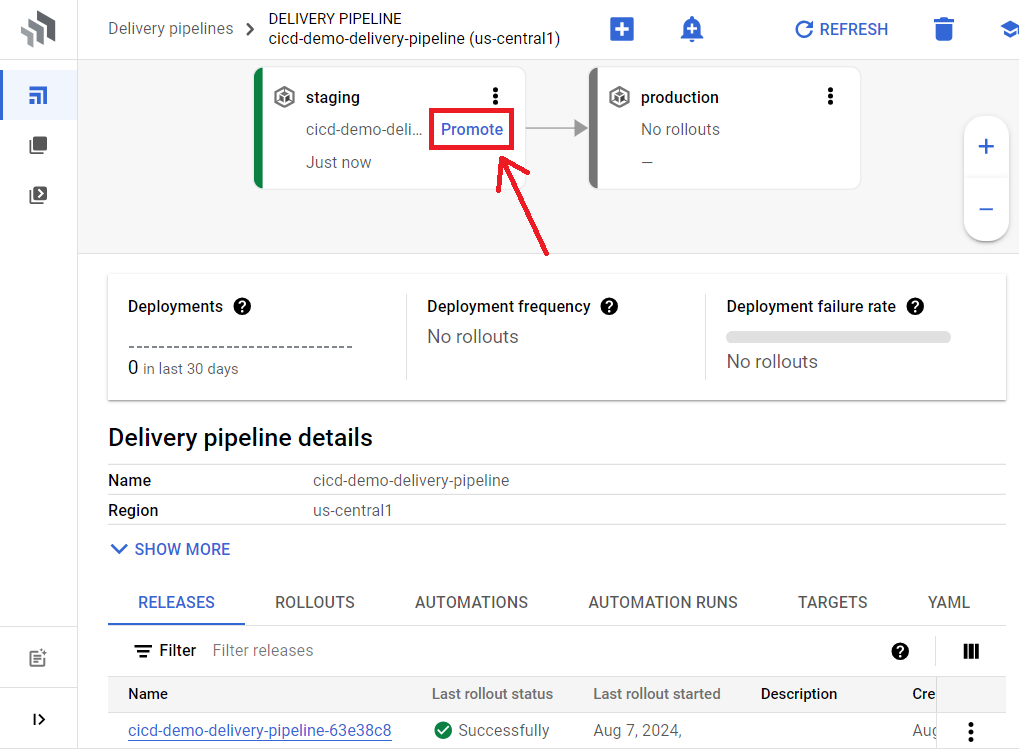 Delivery pipelines
DELIVERY PIPELINE
cicd-demo-delivery-pipeline (us-central1)
REFRESH
staging
cicd-demo-deli...
Promote
Just now
production
No rollouts
—
Deployments
0 in last 30 days
Deployment frequency
No rollouts
Deployment failure rate
No rollouts
Delivery pipeline details
Name cicd-demo-delivery-pipeline
Region us-central1
SHOW MORE
RELEASES ROLLOUTS AUTOMATIONS AUTOMATION RUNS TARGETS YAML
Filter Filter releases
Name Last rollout status Last rollout started Description Cre
cicd-demo-delivery-pipeline-63e38c8 Successfully Aug 7, 2024, Aug